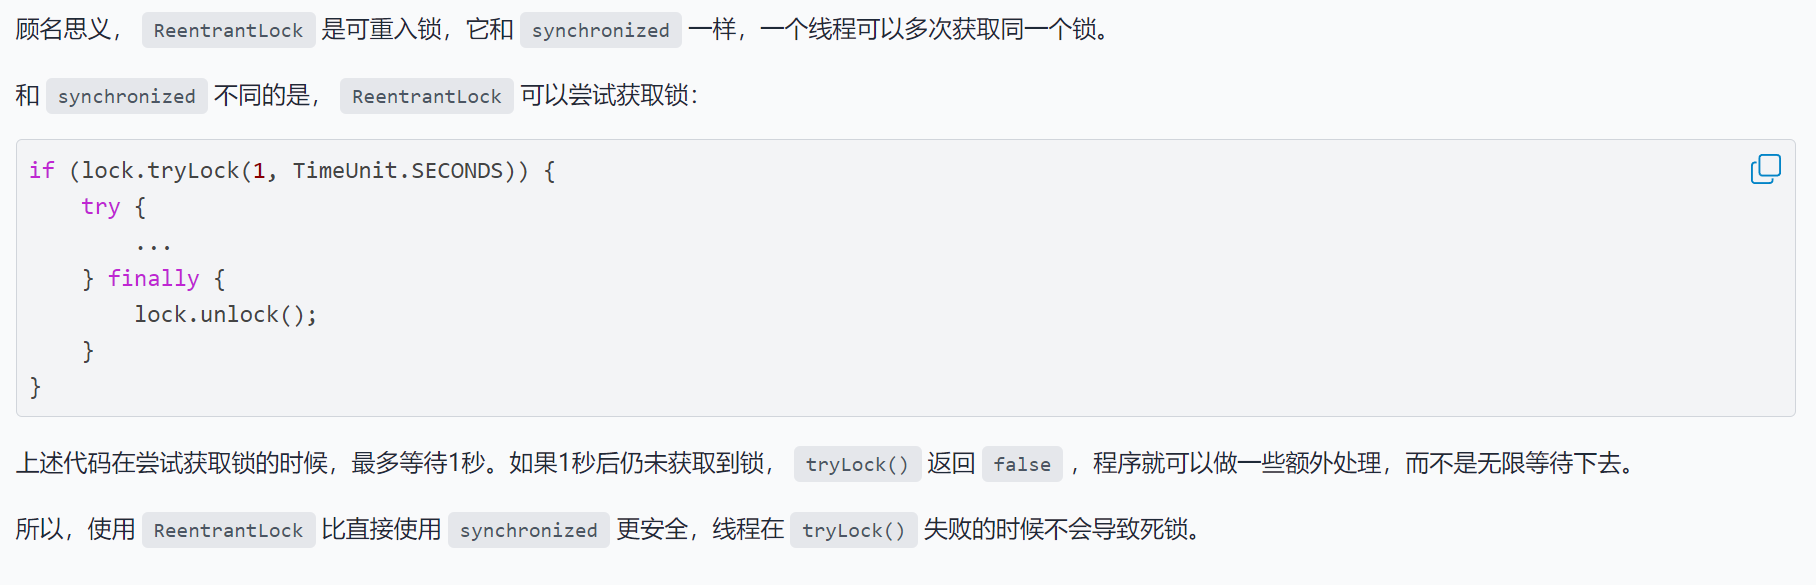 顾名思义， ReentrantLock 是可重入锁，它和 synchronized 一样，一个线程可以多次获取同一个锁。
和 synchronized 不同的是， ReentrantLock 可以尝试获取锁：
if (lock.tryLock(1, TimeUnit.SECONDS)) {
    try {
        ...
    } finally {
        lock.unlock();
    }
}
上述代码在尝试获取锁的时候，最多等待1秒。如果1秒后仍未获取到锁， tryLock() 返回 false ，程序就可以做一些额外处理，而不是无限等待下去。
所以，使用 ReentrantLock 比直接使用 synchronized 更安全，线程在 tryLock() 失败的时候不会导致死锁。